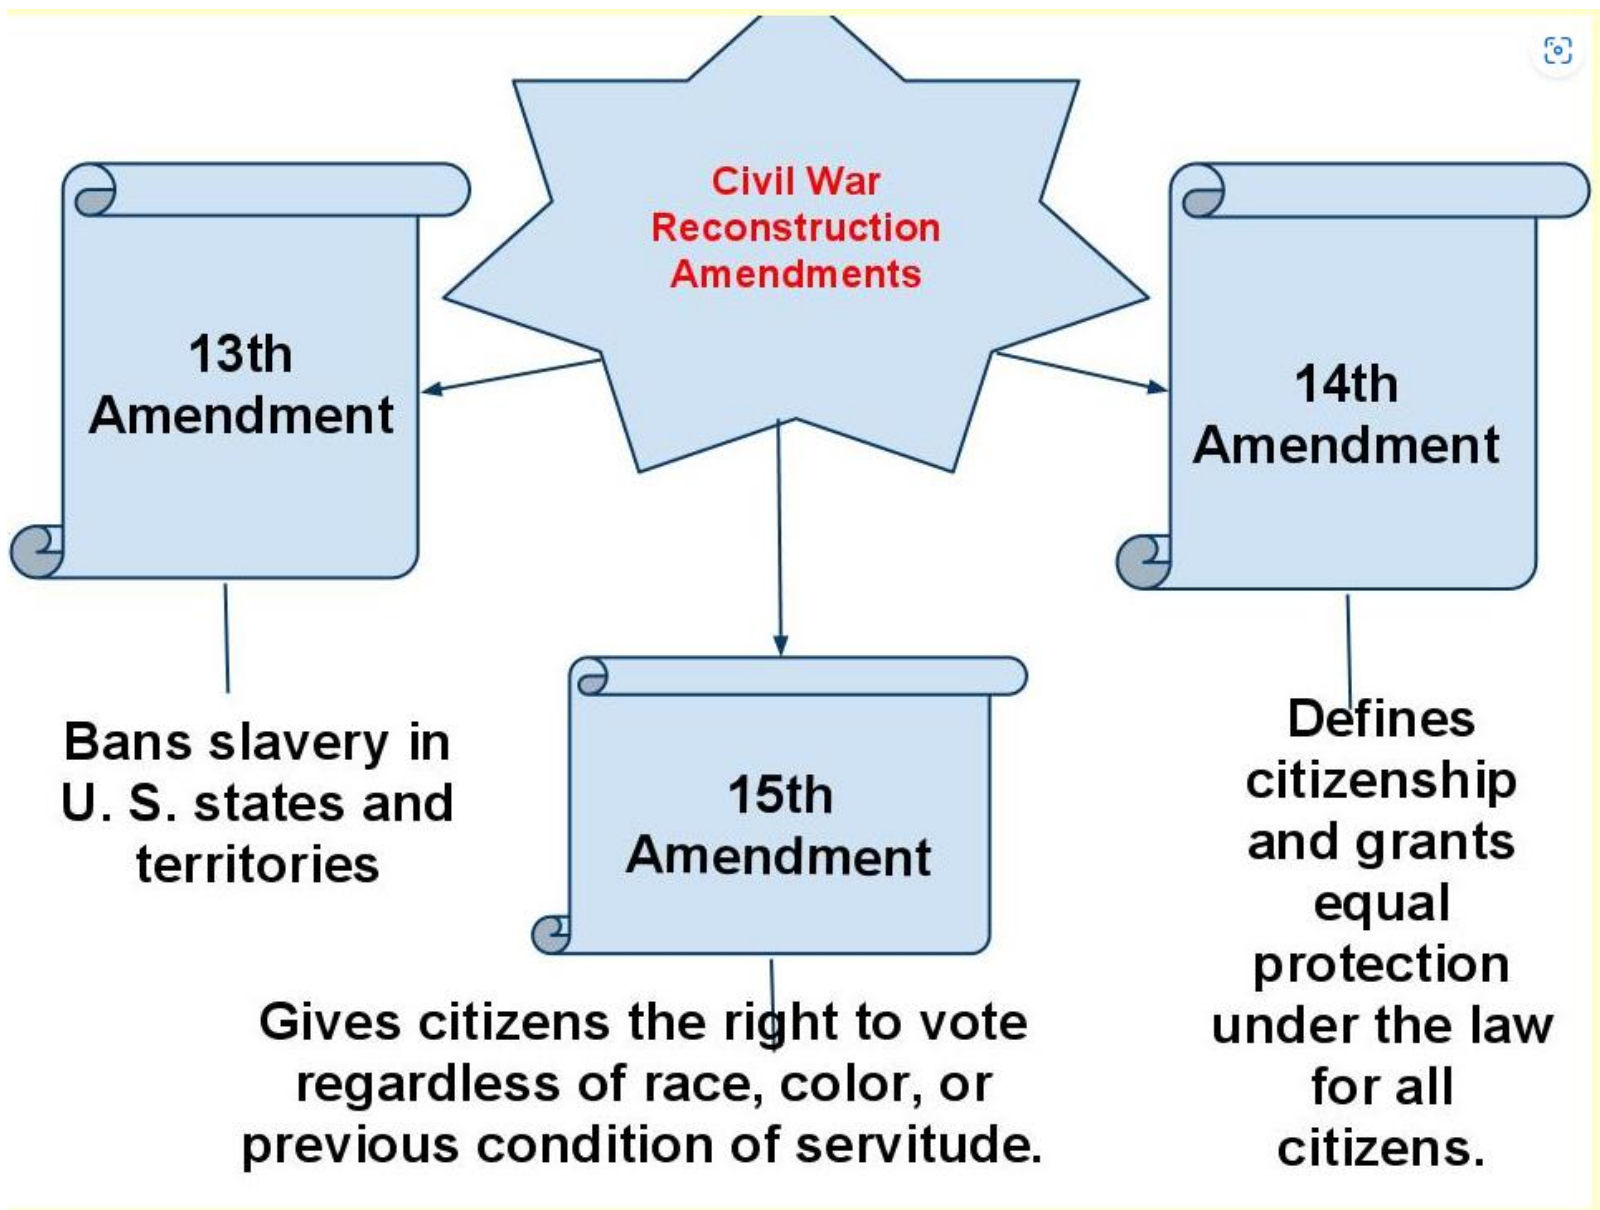 Civil War
Reconstruction
Amendments
13th
Amendment
14th
Amendment
Bans slavery in
U. S. states and
territories
15th
Amendment
Defines
citizenship
and grants
equal
protection
under the law
for all
citizens.
Gives citizens the right to vote
regardless of race, color, or
previous condition of servitude.